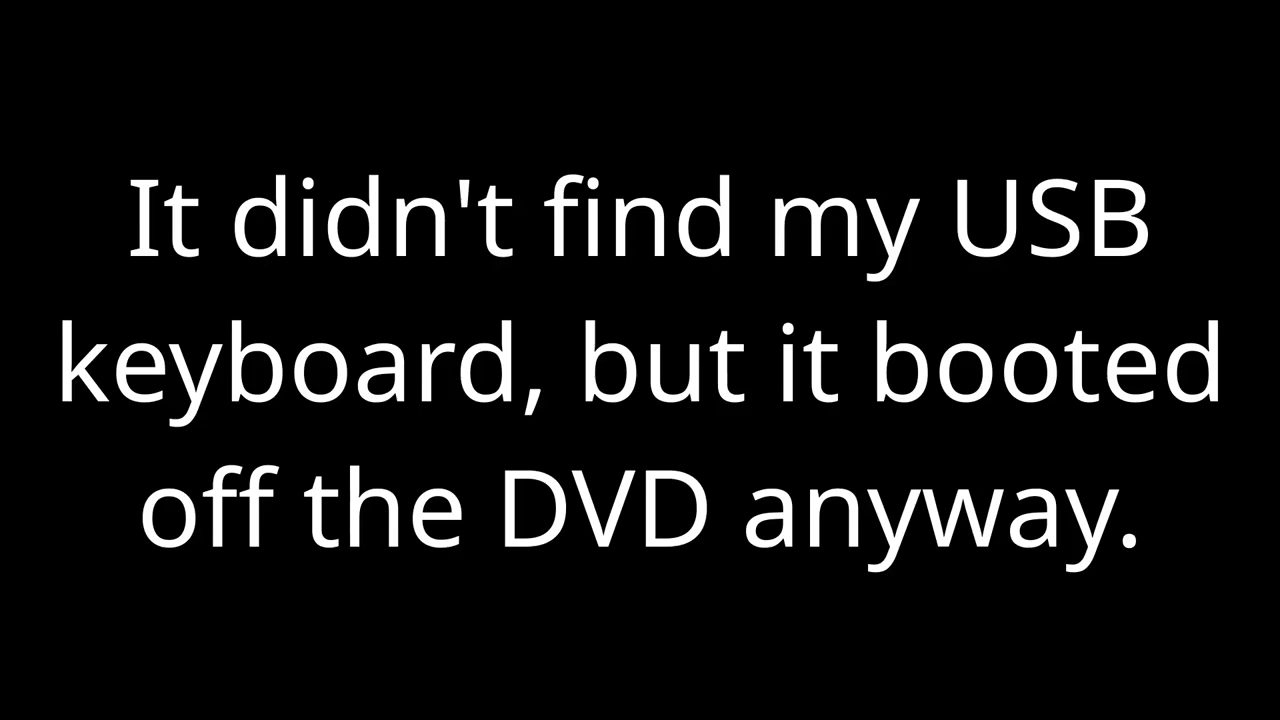 It didn't find my USB
keyboard, but it booted
off the DVD anyway.